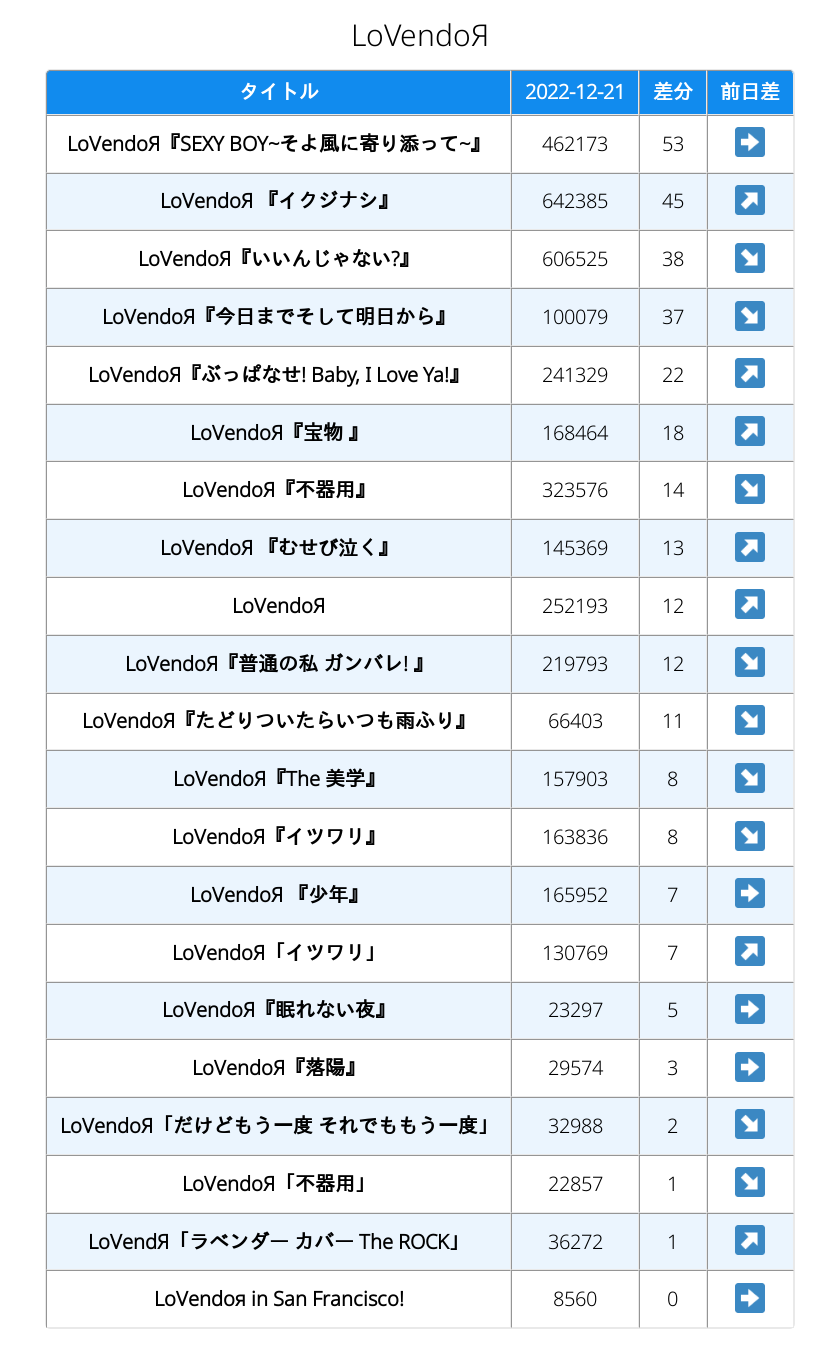 LoVendoЯ
タイトル 2022-12-21 差分 前日差
LoVendoЯ『SEXY BOY~そよ風に寄り添って~』 462173 53 ➡
LoVendoЯ 『イクジナシ』 642385 45 ↗
LoVendoЯ『いいんじゃない?』 606525 38 ↘
LoVendoЯ『今日までそして明日から』 100079 37 ↘
LoVendoЯ『ぶっぱなせ! Baby, I Love Ya!』 241329 22 ↗
LoVendoЯ『宝物 』 168464 18 ↗
LoVendoЯ『不器用』 323576 14 ↘
LoVendoЯ 『むせび泣く』 145369 13 ↗
LoVendoЯ 252193 12 ↗
LoVendoЯ『普通の私 ガンバレ! 』 219793 12 ↘
LoVendoЯ『たどりついたらいつも雨ふり』 66403 11 ↘
LoVendoЯ『The 美学』 157903 8 ↘
LoVendoЯ『イツワリ』 163836 8 ↘
LoVendoЯ 『少年』 165952 7 ➡
LoVendoЯ「イツワリ」 130769 7 ↗
LoVendoЯ『眠れない夜』 23297 5 ➡
LoVendoЯ『落陽』 29574 3 ➡
LoVendoЯ「だけどもう一度 それでももう一度」 32988 2 ↘
LoVendoЯ「不器用」 22857 1 ↘
LoVendЯ「ラベンダー カバー The ROCK」 36272 1 ↗
LoVendoя in San Francisco! 8560 0 ➡